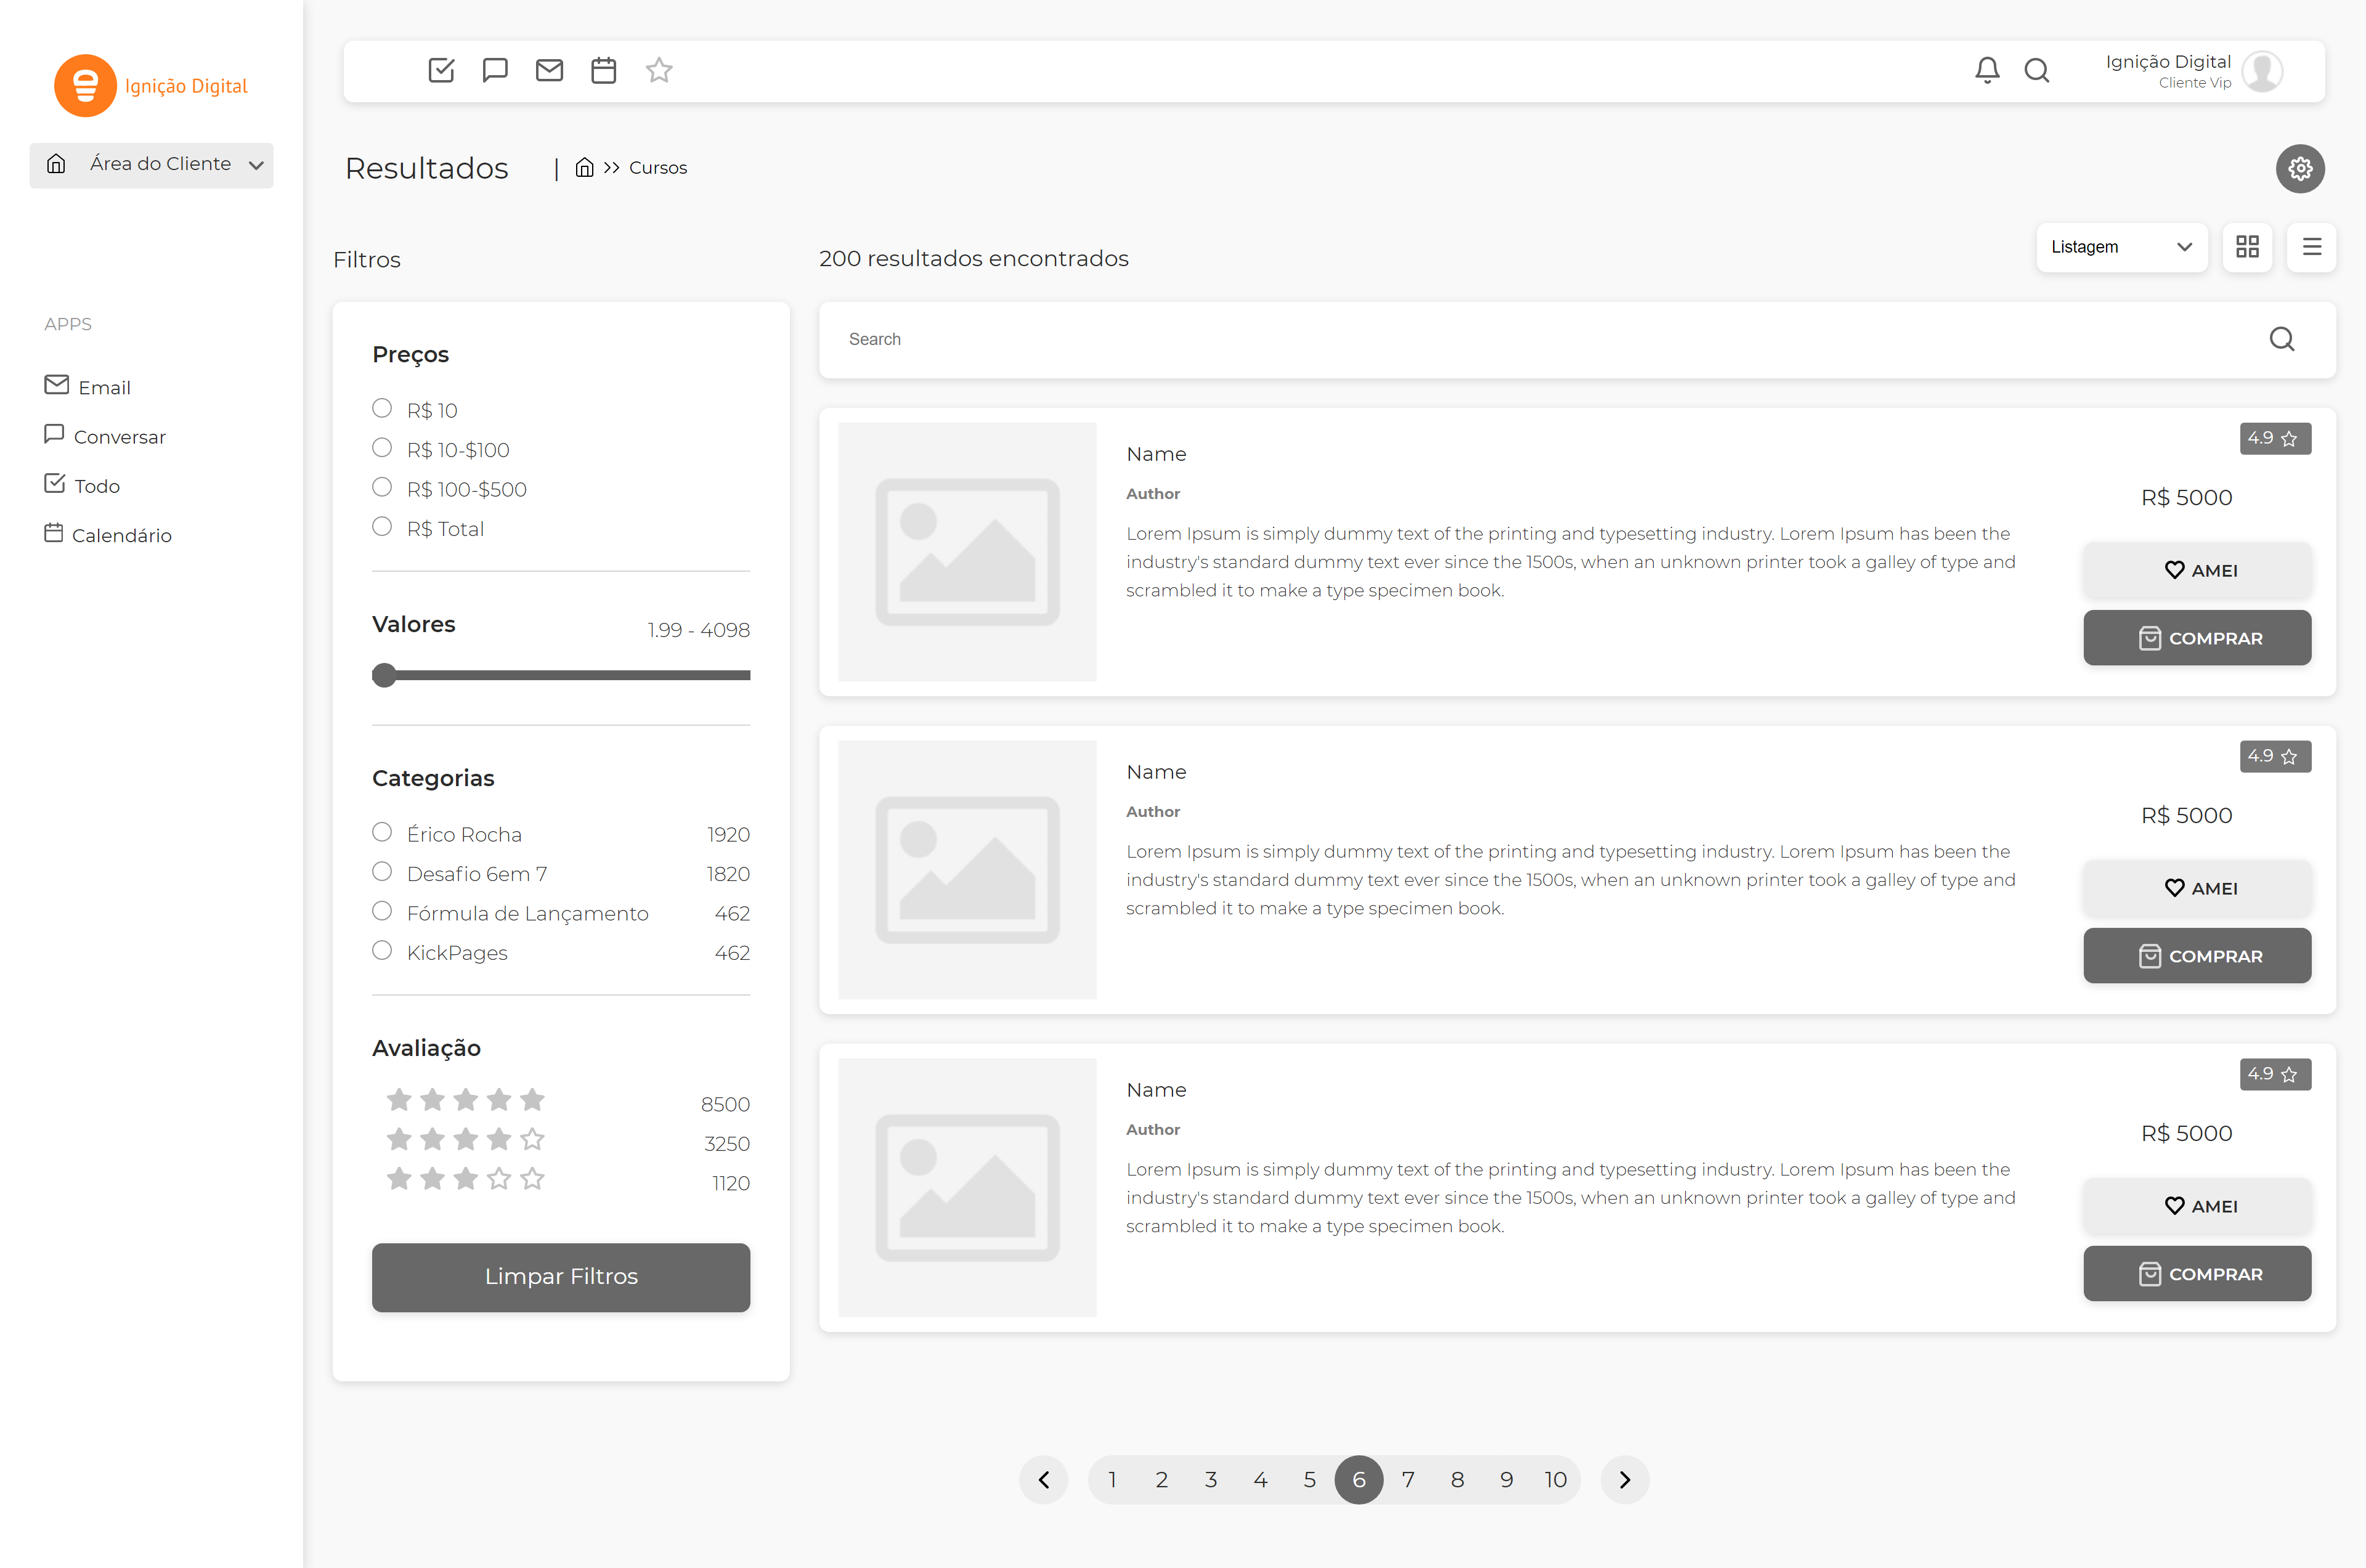 Ignição Digital
Área do Cliente
APPS
Email
Conversar
Todo
Calendário
Ignição Digital
Cliente Vip
Resultados
| >> Cursos
Filtros
200 resultados encontrados
Listagem
Preços
R$ 10
R$ 10-$100
R$ 100-$500
R$ Total
Valores
1.99 - 4098
Categorias
Érico Rocha 1920
Desafio 6em 7 1820
Fórmula de Lançamento 462
KickPages 462
Avaliação
8500
3250
1120
Limpar Filtros
Search
Name
Author
Lorem Ipsum is simply dummy text of the printing and typesetting industry. Lorem Ipsum has been the
industry's standard dummy text ever since the 1500s, when an unknown printer took a galley of type and
scrambled it to make a type specimen book.
4.9
R$ 5000
AMEI
COMPRAR
Name
Author
Lorem Ipsum is simply dummy text of the printing and typesetting industry. Lorem Ipsum has been the
industry's standard dummy text ever since the 1500s, when an unknown printer took a galley of type and
scrambled it to make a type specimen book.
4.9
R$ 5000
AMEI
COMPRAR
Name
Author
Lorem Ipsum is simply dummy text of the printing and typesetting industry. Lorem Ipsum has been the
industry's standard dummy text ever since the 1500s, when an unknown printer took a galley of type and
scrambled it to make a type specimen book.
4.9
R$ 5000
AMEI
COMPRAR
1 2 3 4 5 6 7 8 9 10